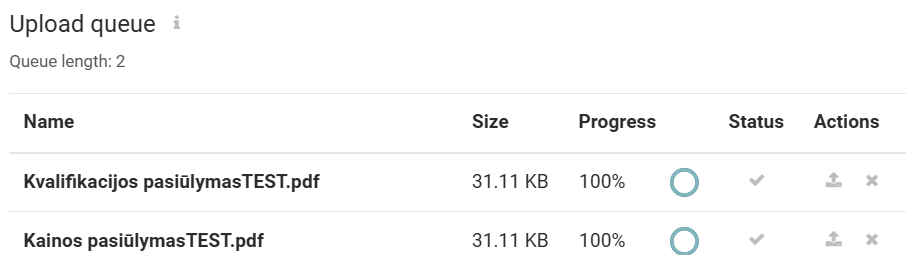 Upload queue
Queue length: 2
Name Size Progress Status Actions
Kvalifikacijos pasiūlymasTEST.pdf 31.11 KB 100%
Kainos pasiūlymasTEST.pdf 31.11 KB 100%